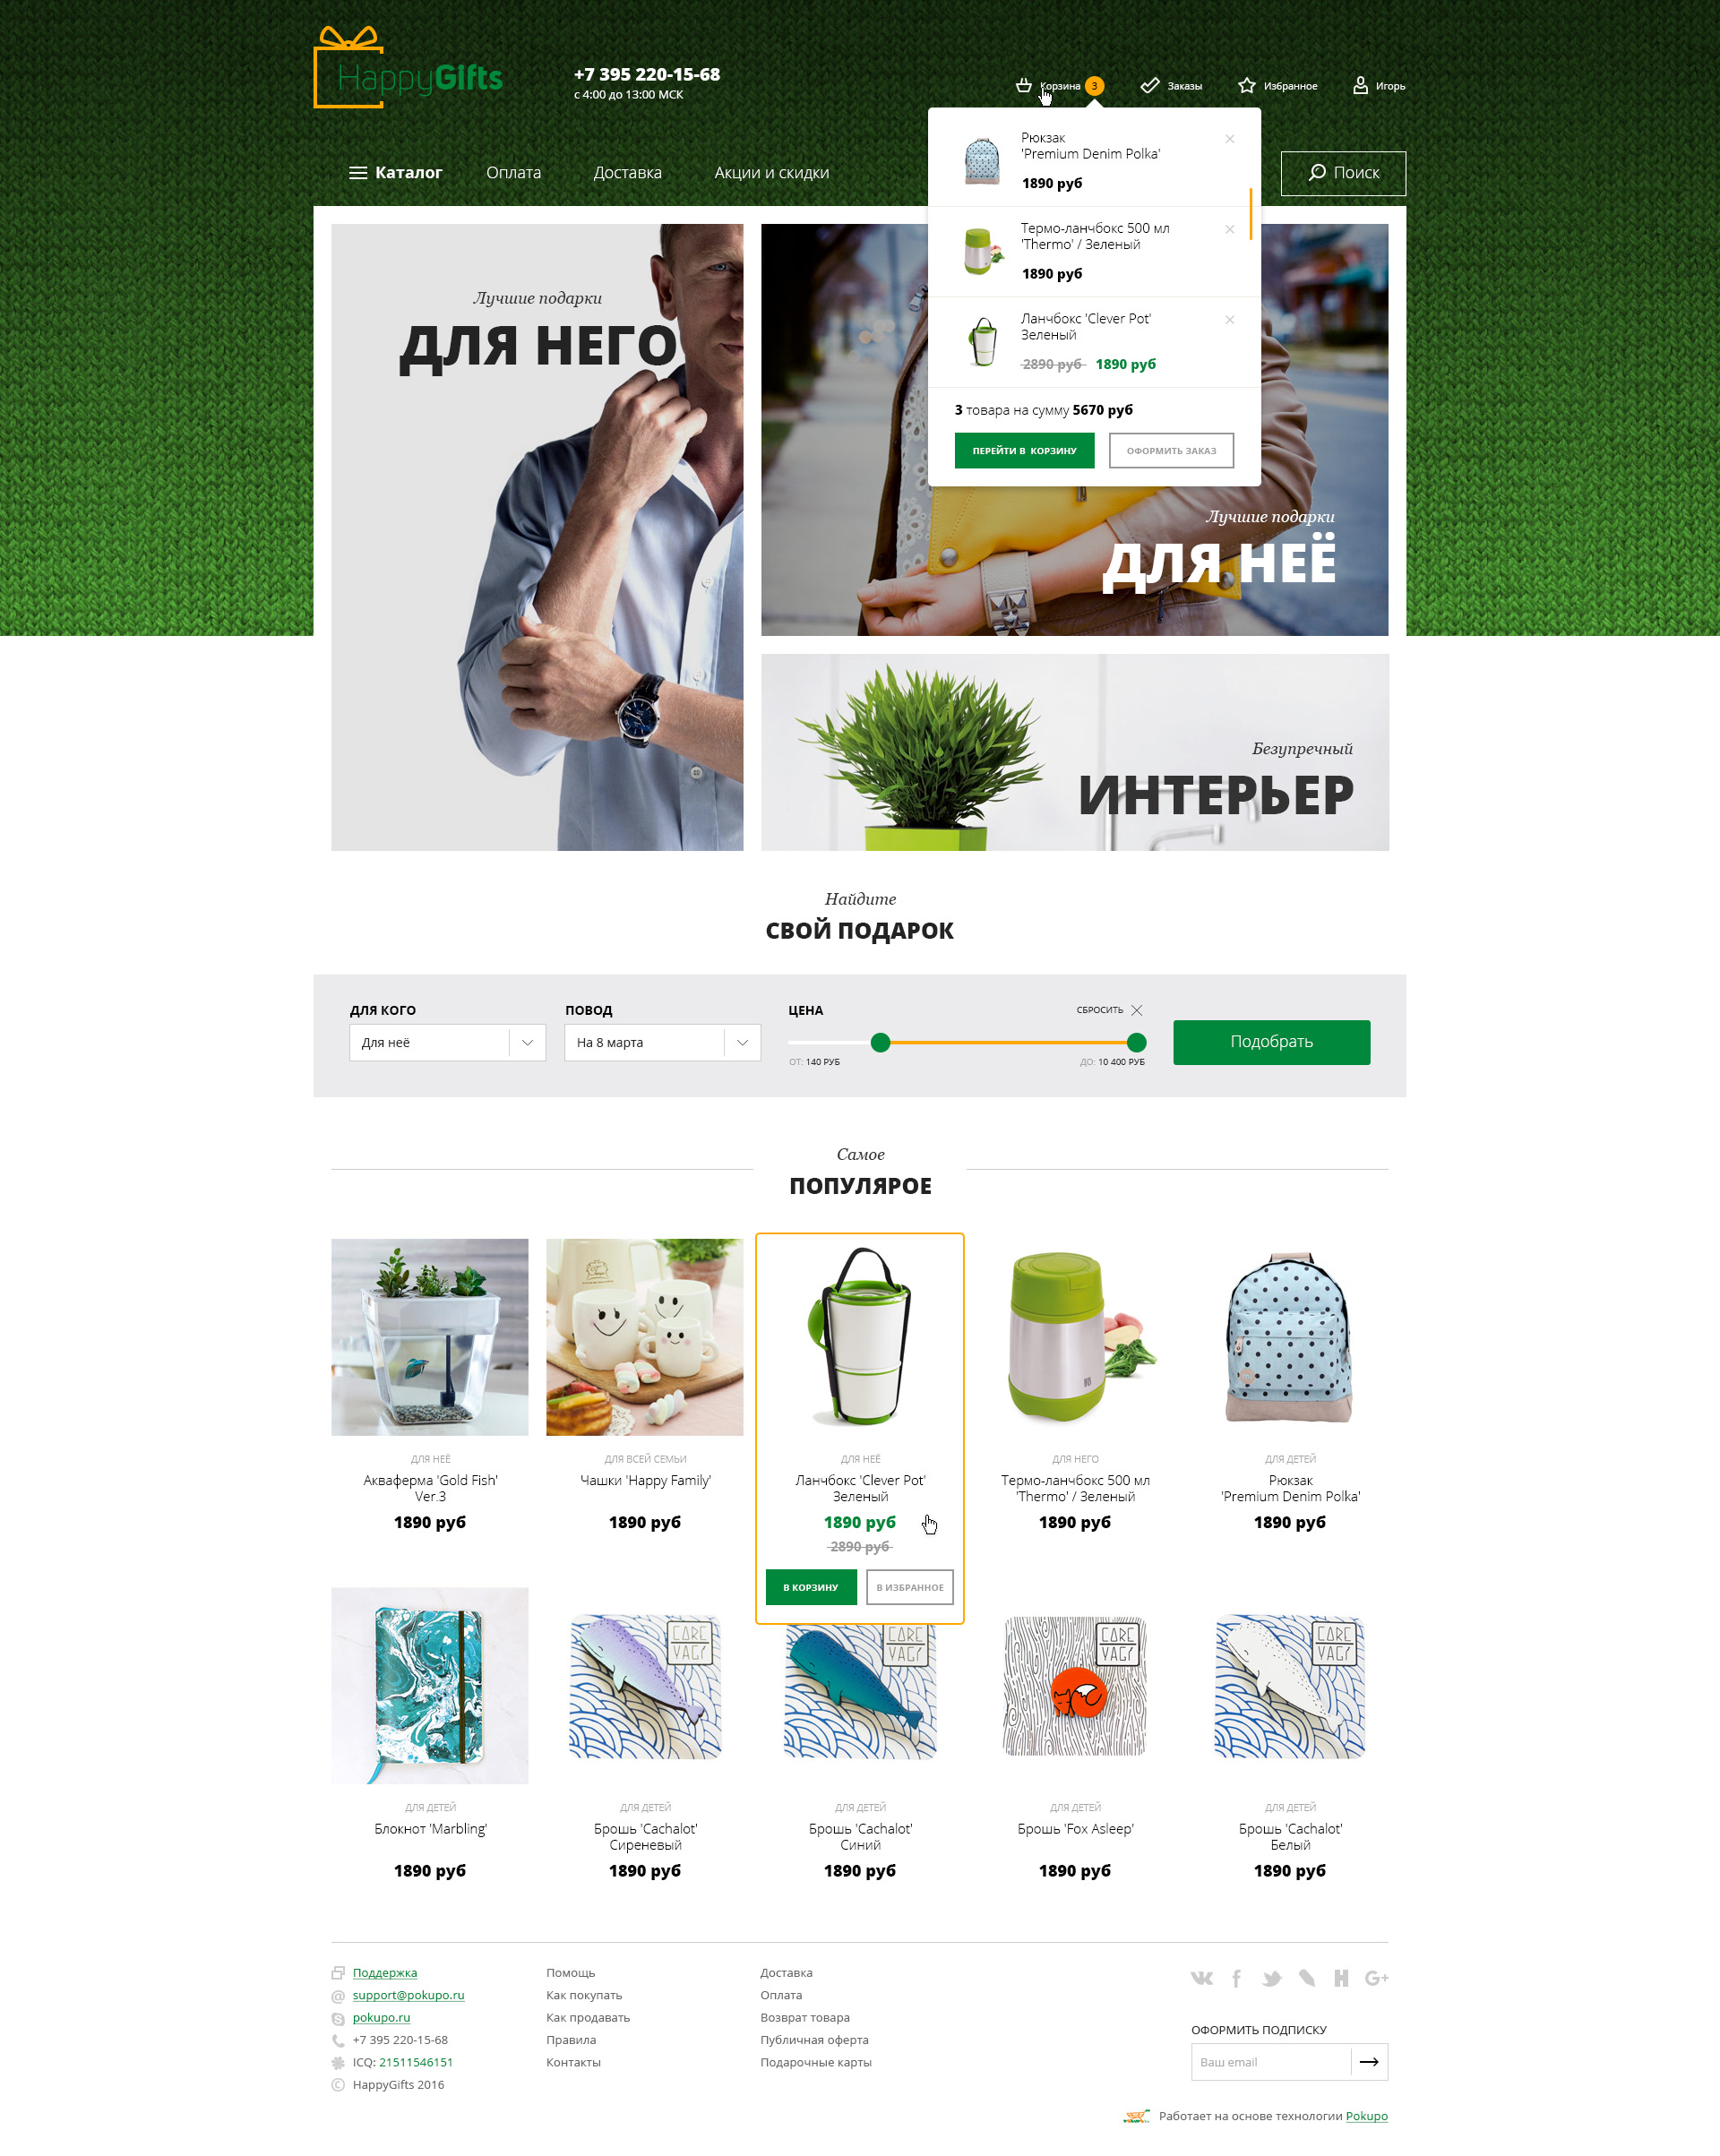 HappyGifts
+7 395 220-15-68
с 4:00 до 13:00 МСК
Корзина 3
Заказы
Избранное
Игорь
Каталог
Оплата
Доставка
Акции и скидки
Поиск
Рюкзак
'Premium Denim Polka'
1890 руб
Термо-ланчбокс 500 мл
'Thermo' / Зеленый
1890 руб
Ланчбокс 'Clever Pot'
Зеленый
2890 руб 1890 руб
3 товара на сумму 5670 руб
ПЕРЕЙТИ В КОРЗИНУ
ОФОРМИТЬ ЗАКАЗ
Лучшие подарки
ДЛЯ НЕГО
Лучшие подарки
ДЛЯ НЕЁ
Безупречный
ИНТЕРЬЕР
Найдите
СВОЙ ПОДАРОК
ДЛЯ КОГО
Для неё
ПОВОД
На 8 марта
ЦЕНА
СБРОСИТЬ
ОТ: 140 РУБ
ДО: 10 400 РУБ
Подобрать
Самое
ПОПУЛЯРОЕ
ДЛЯ НЕЁ
Акваферма 'Gold Fish'
Ver.3
1890 руб
ДЛЯ ВСЕЙ СЕМЬИ
Чашки 'Happy Family'
1890 руб
ДЛЯ НЕЁ
Ланчбокс 'Clever Pot'
Зеленый
1890 руб
2890 руб
В КОРЗИНУ
В ИЗБРАННОЕ
ДЛЯ НЕГО
Термо-ланчбокс 500 мл
'Thermo' / Зеленый
1890 руб
ДЛЯ ДЕТЕЙ
Рюкзак
'Premium Denim Polka'
1890 руб
ДЛЯ ДЕТЕЙ
Блокнот 'Marbling'
1890 руб
CARE
YAGY
ДЛЯ ДЕТЕЙ
Брошь 'Cachalot'
Сиреневый
1890 руб
CARE
YAGY
ДЛЯ ДЕТЕЙ
Брошь 'Cachalot'
Синий
1890 руб
CARE
YAGY
ДЛЯ ДЕТЕЙ
Брошь 'Fox Asleep'
1890 руб
CARE
YAGY
ДЛЯ ДЕТЕЙ
Брошь 'Cachalot'
Белый
1890 руб
Поддержка
support@pokupo.ru
pokupo.ru
+7 395 220-15-68
ICQ: 21511546151
HappyGifts 2016
Помощь
Как покупать
Как продавать
Правила
Контакты
Доставка
Оплата
Возврат товара
Публичная оферта
Подарочные карты
ОФОРМИТЬ ПОДПИСКУ
Ваш email
Работает на основе технологии Pokupo